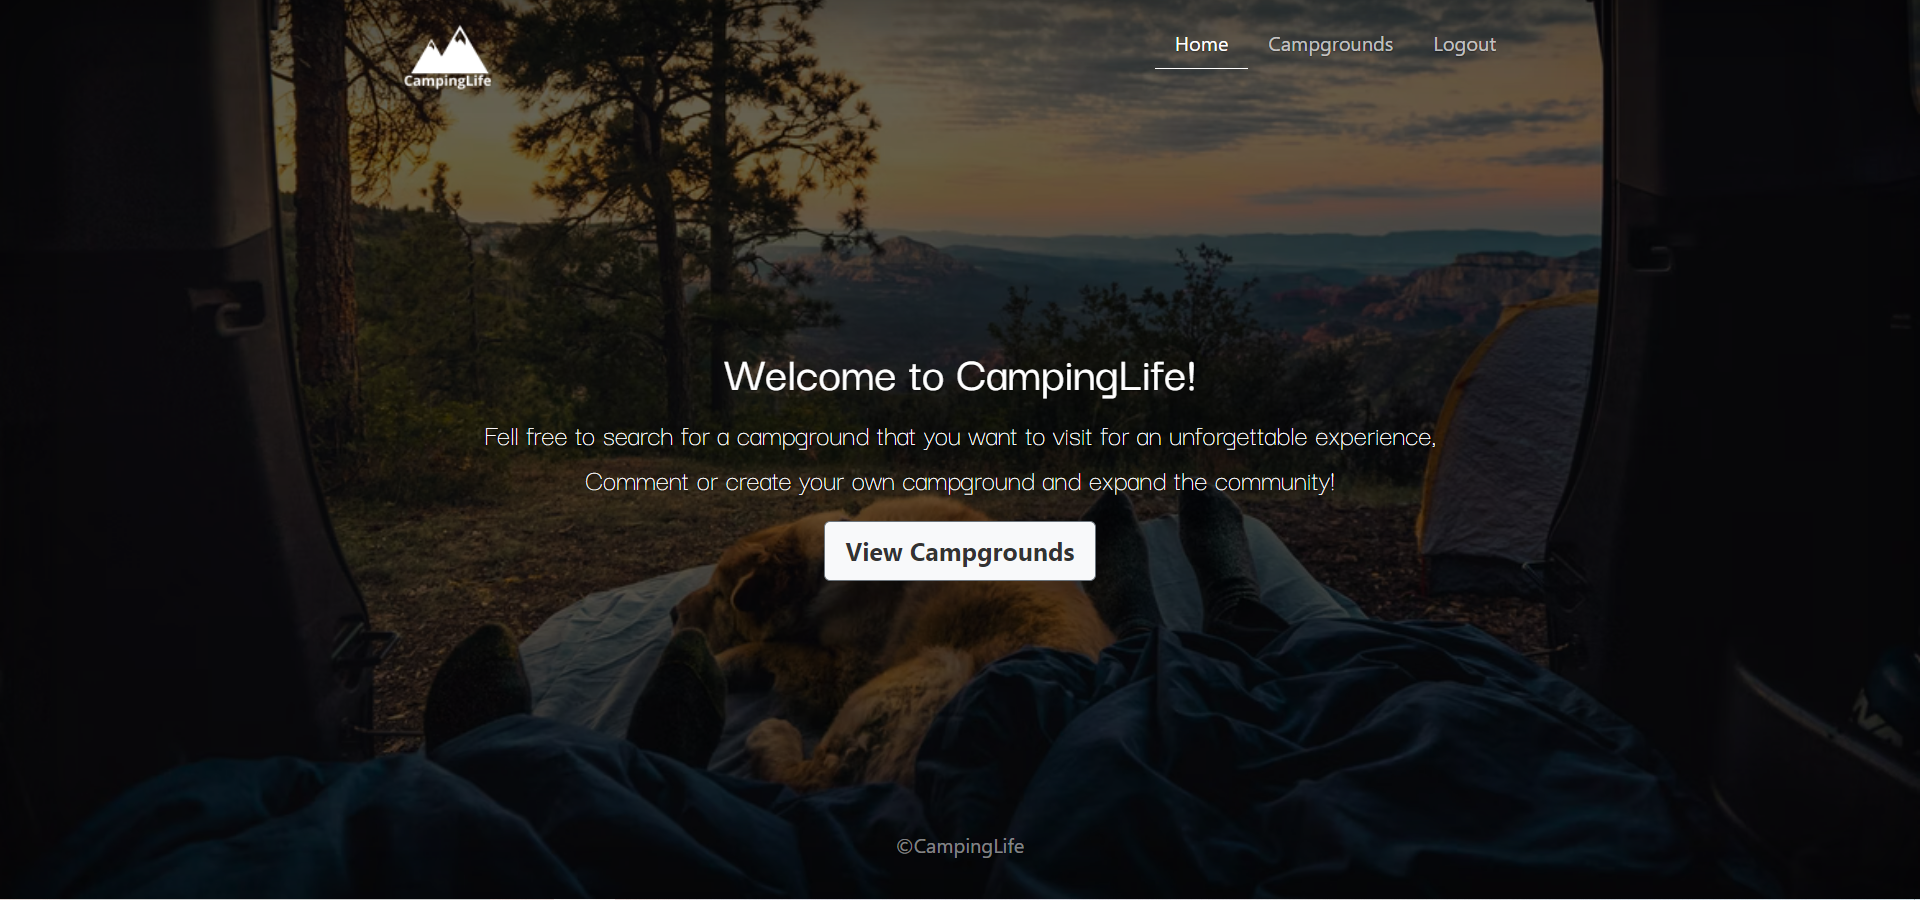 CampingLife
Home Campgrounds Logout
Welcome to CampingLife!
Fell free to search for a campground that you want to visit for an unforgettable experience,
Comment or create your own campground and expand the community!
View Campgrounds
©CampingLife